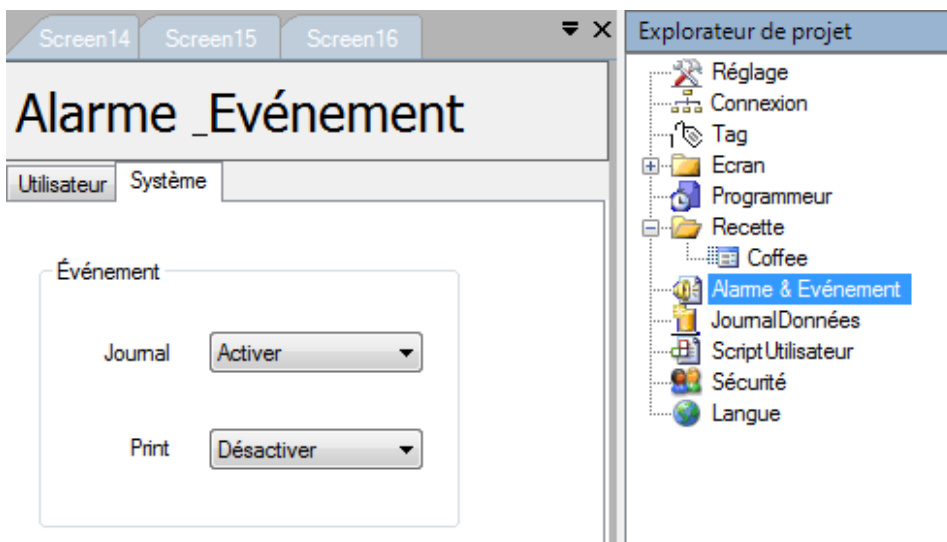 Screen14 Screen15 Screen16
Alarme _Evénement
Utilisateur Système
Événement
Journal Activer
Print Désactiver
Explorateur de projet
Réglage
Connexion
Tag
Ecran
Programmeur
Recette
Coffee
Alarme & Evénement
JournalDonnées
ScriptUtilisateur
Sécurité
Langue